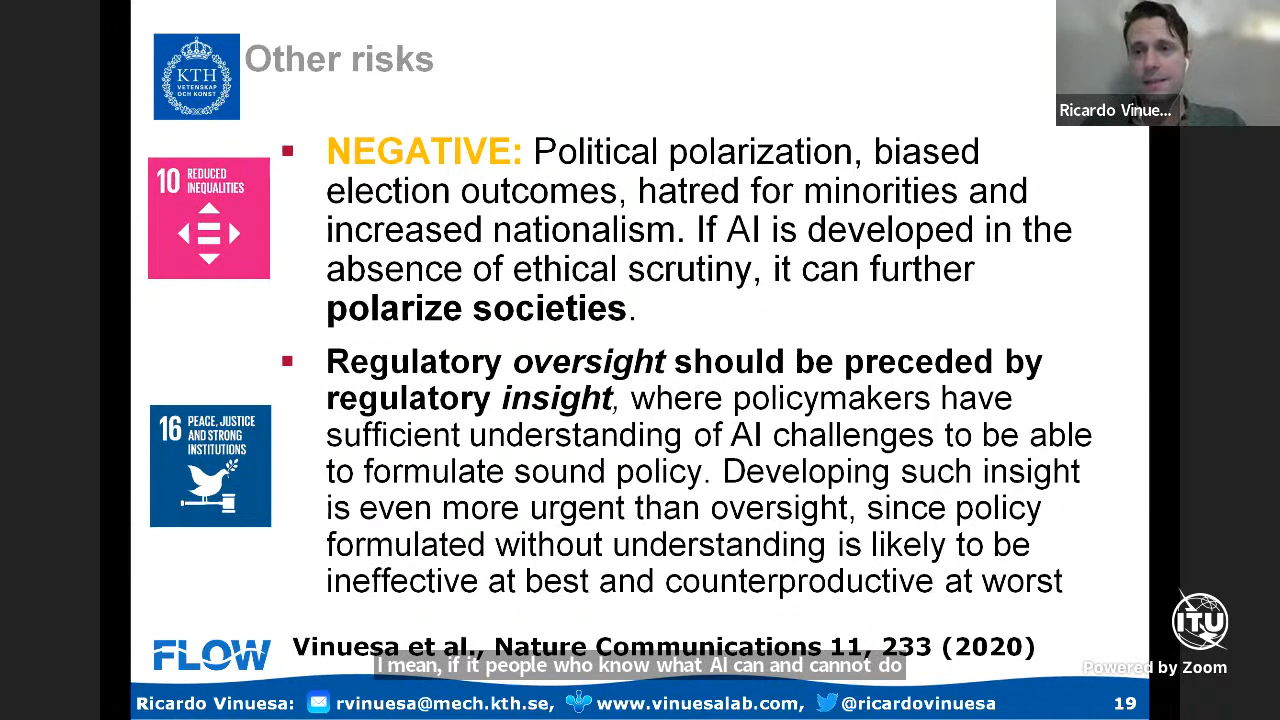 KTH
VETENSKAP
OCH KONST
Other risks
Ricardo Vinue...
10 REDUCED
INEQUALITIES
NEGATIVE: Political polarization, biased
election outcomes, hatred for minorities and
increased nationalism. If AI is developed in the
absence of ethical scrutiny, it can further
polarize societies.
16 PEACE, JUSTICE
AND STRONG
INSTITUTIONS
Regulatory oversight should be preceded by
regulatory insight, where policymakers have
sufficient understanding of AI challenges to be able
to formulate sound policy. Developing such insight
is even more urgent than oversight, since policy
formulated without understanding is likely to be
ineffective at best and counterproductive at worst
FLOW
Vinuesa et al., Nature Communications 11, 233 (2020)
I mean, if it people who know what AI can and cannot do
ITU
Powered by Zoom
Ricardo Vinuesa: rvinuesa@mech.kth.se, www.vinuesalab.com, @ricardovinuesa 19